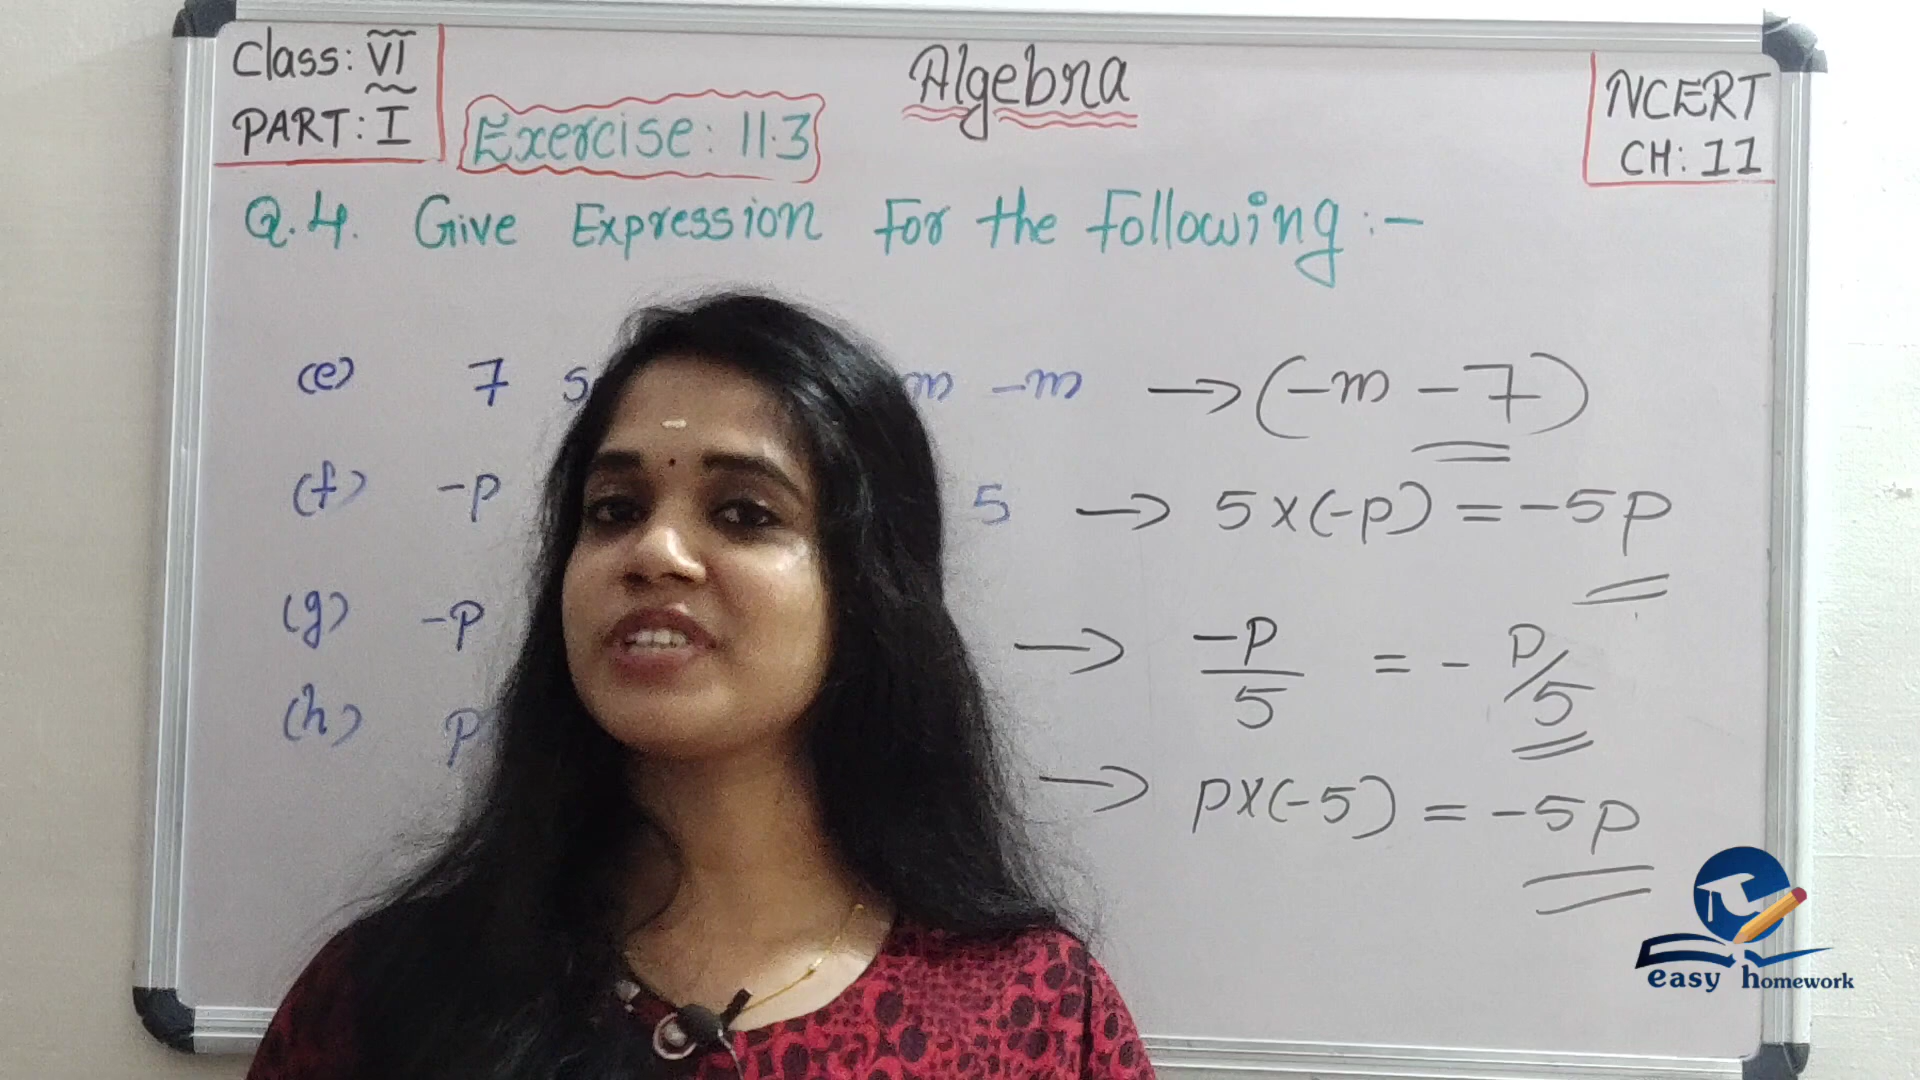 Class: VI
PART: I
Algebra
NCERT
CH: 11
Exercise: 11.3
Q.4. Give Expression For the following:-
(e) 7 m -m → (-m - 7)
(f) -p 5 → 5×(-p) = -5p
(g) -p → -p/5 = - p/5
(h) p → p×(-5) = -5p
easy homework